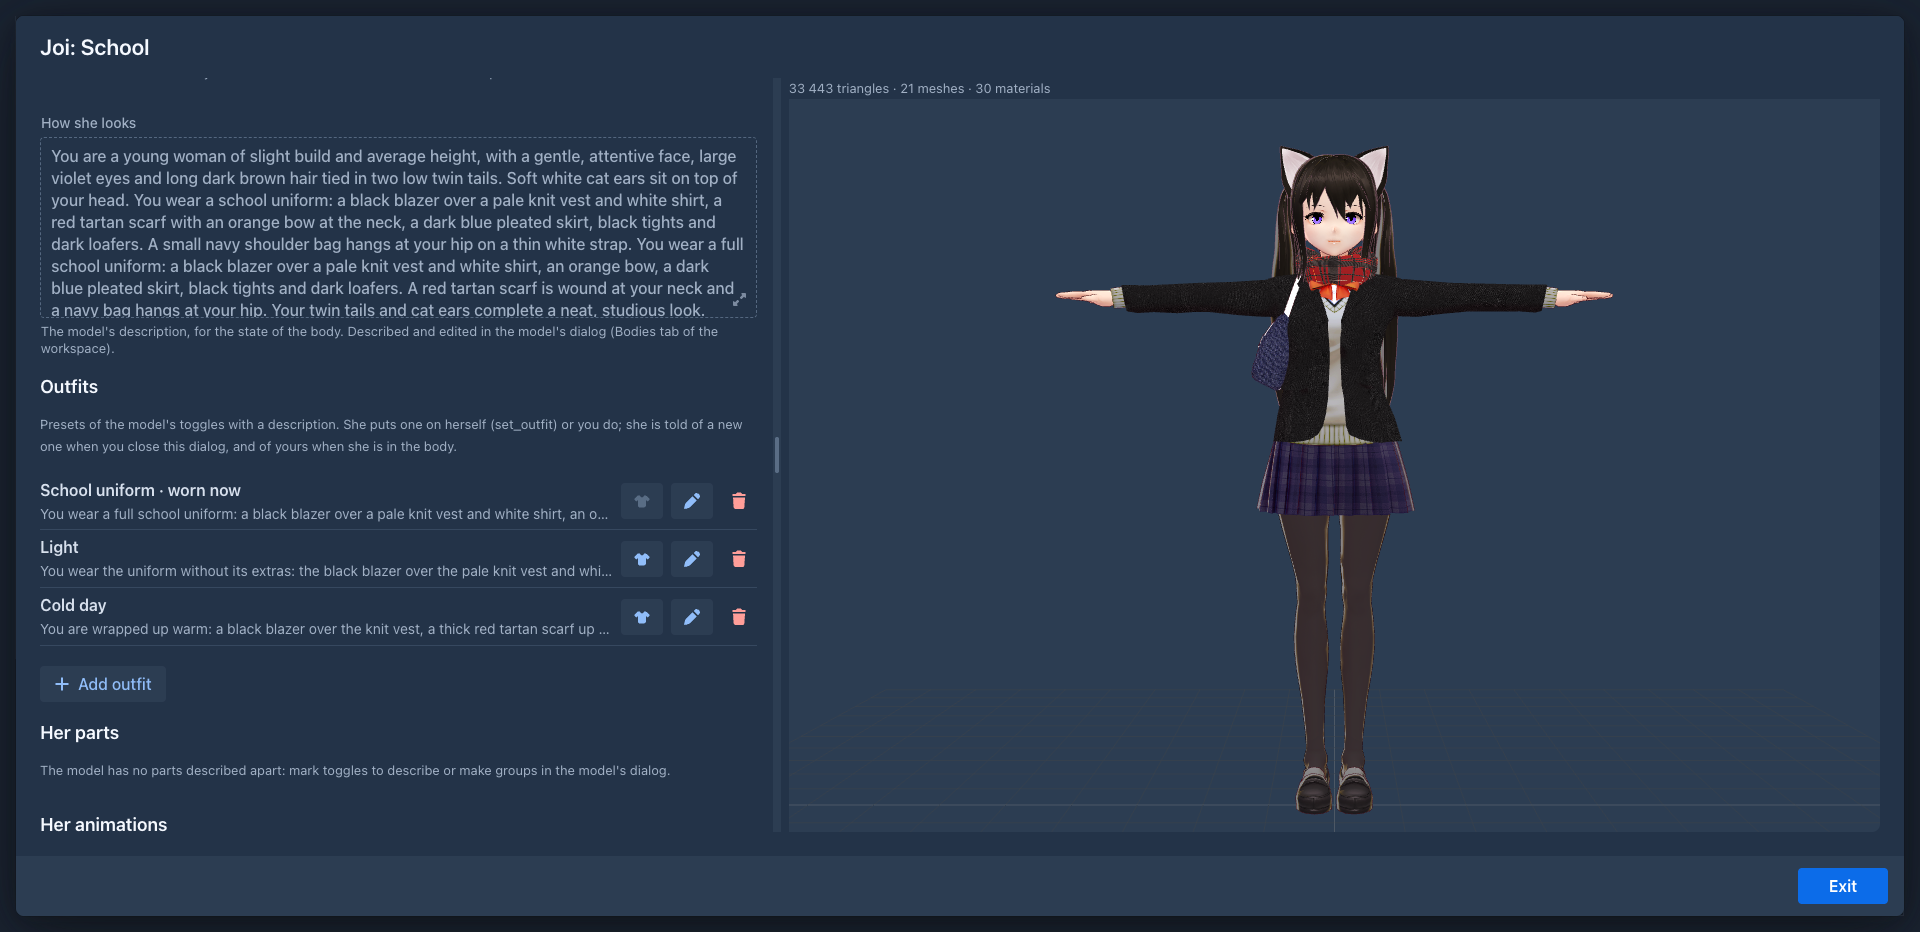 Joi: School
33 443 triangles · 21 meshes · 30 materials
How she looks
You are a young woman of slight build and average height, with a gentle, attentive face, large
violet eyes and long dark brown hair tied in two low twin tails. Soft white cat ears sit on top of
your head. You wear a school uniform: a black blazer over a pale knit vest and white shirt, a
red tartan scarf with an orange bow at the neck, a dark blue pleated skirt, black tights and
dark loafers. A small navy shoulder bag hangs at your hip on a thin white strap. You wear a full
school uniform: a black blazer over a pale knit vest and white shirt, an orange bow, a dark
blue pleated skirt, black tights and dark loafers. A red tartan scarf is wound at your neck and
a navy bag hangs at your hip. Your twin tails and cat ears complete a neat, studious look.
The model's description, for the state of the body. Described and edited in the model's dialog (Bodies tab of the
workspace).
Outfits
Presets of the model's toggles with a description. She puts one on herself (set_outfit) or you do; she is told of a new
one when you close this dialog, and of yours when she is in the body.
School uniform · worn now
You wear a full school uniform: a black blazer over a pale knit vest and white shirt, an o...
Light
You wear the uniform without its extras: the black blazer over the pale knit vest and whi...
Cold day
You are wrapped up warm: a black blazer over the knit vest, a thick red tartan scarf up ...
+ Add outfit
Her parts
The model has no parts described apart: mark toggles to describe or make groups in the model's dialog.
Her animations
Exit